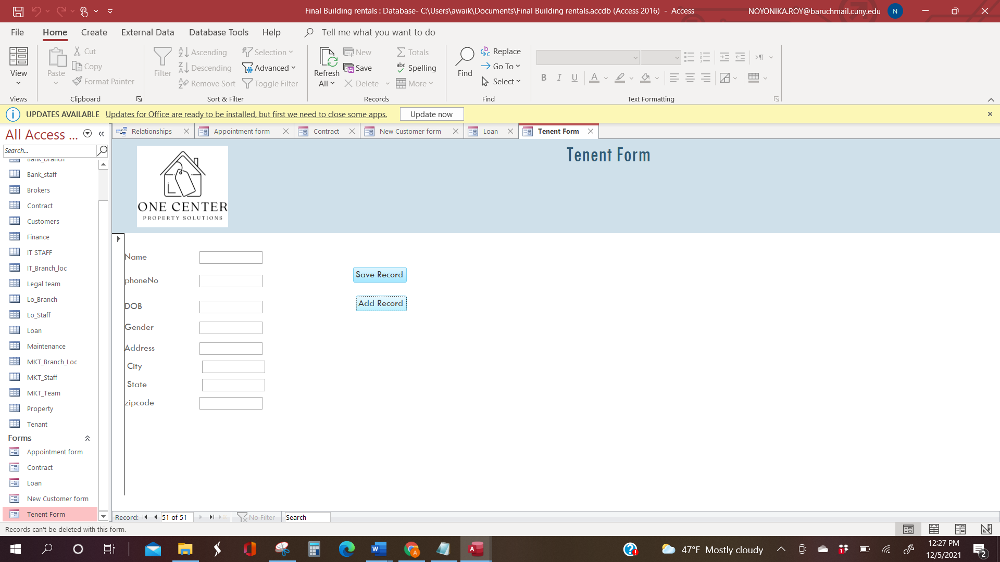 Final Building rentals : Database- C:\Users\awaik\Documents\Final Building rentals.accdb (Access 2016) - Access
NOYONIKA.ROY@baruchmail.cuny.edu
N
File Home Create External Data Database Tools Help Tell me what you want to do
View
Views
Paste
Cut
Copy
Format Painter
Clipboard
Filter
Ascending
Descending
Remove Sort
Selection
Advanced
Toggle Filter
Sort & Filter
Refresh
All
New
Save
Delete
Totals
Spelling
More
Records
Find
Replace
Go To
Select
Find
B I U
Text Formatting
UPDATES AVAILABLE Updates for Office are ready to be installed, but first we need to close some apps. Update now
All Access ...
Search...
Bank_branch
Bank_staff
Brokers
Contract
Customers
Finance
IT STAFF
IT_Branch_loc
Legal team
Lo_Branch
Lo_Staff
Loan
Maintenance
MKT_Branch_Loc
MKT_Staff
MKT_Team
Property
Tenant
Forms
Appointment form
Contract
Loan
New Customer form
Tenent Form
Relationships
Appointment form
Contract
New Customer form
Loan
Tenent Form
Tenent Form
ONE CENTER
PROPERTY SOLUTIONS
Name
phoneNo
DOB
Gender
Address
City
State
zipcode
Save Record
Add Record
Record: 51 of 51 No Filter Search
Records can't be deleted with this form.
47°F Mostly cloudy
1
12:27 PM
12/5/2021
2